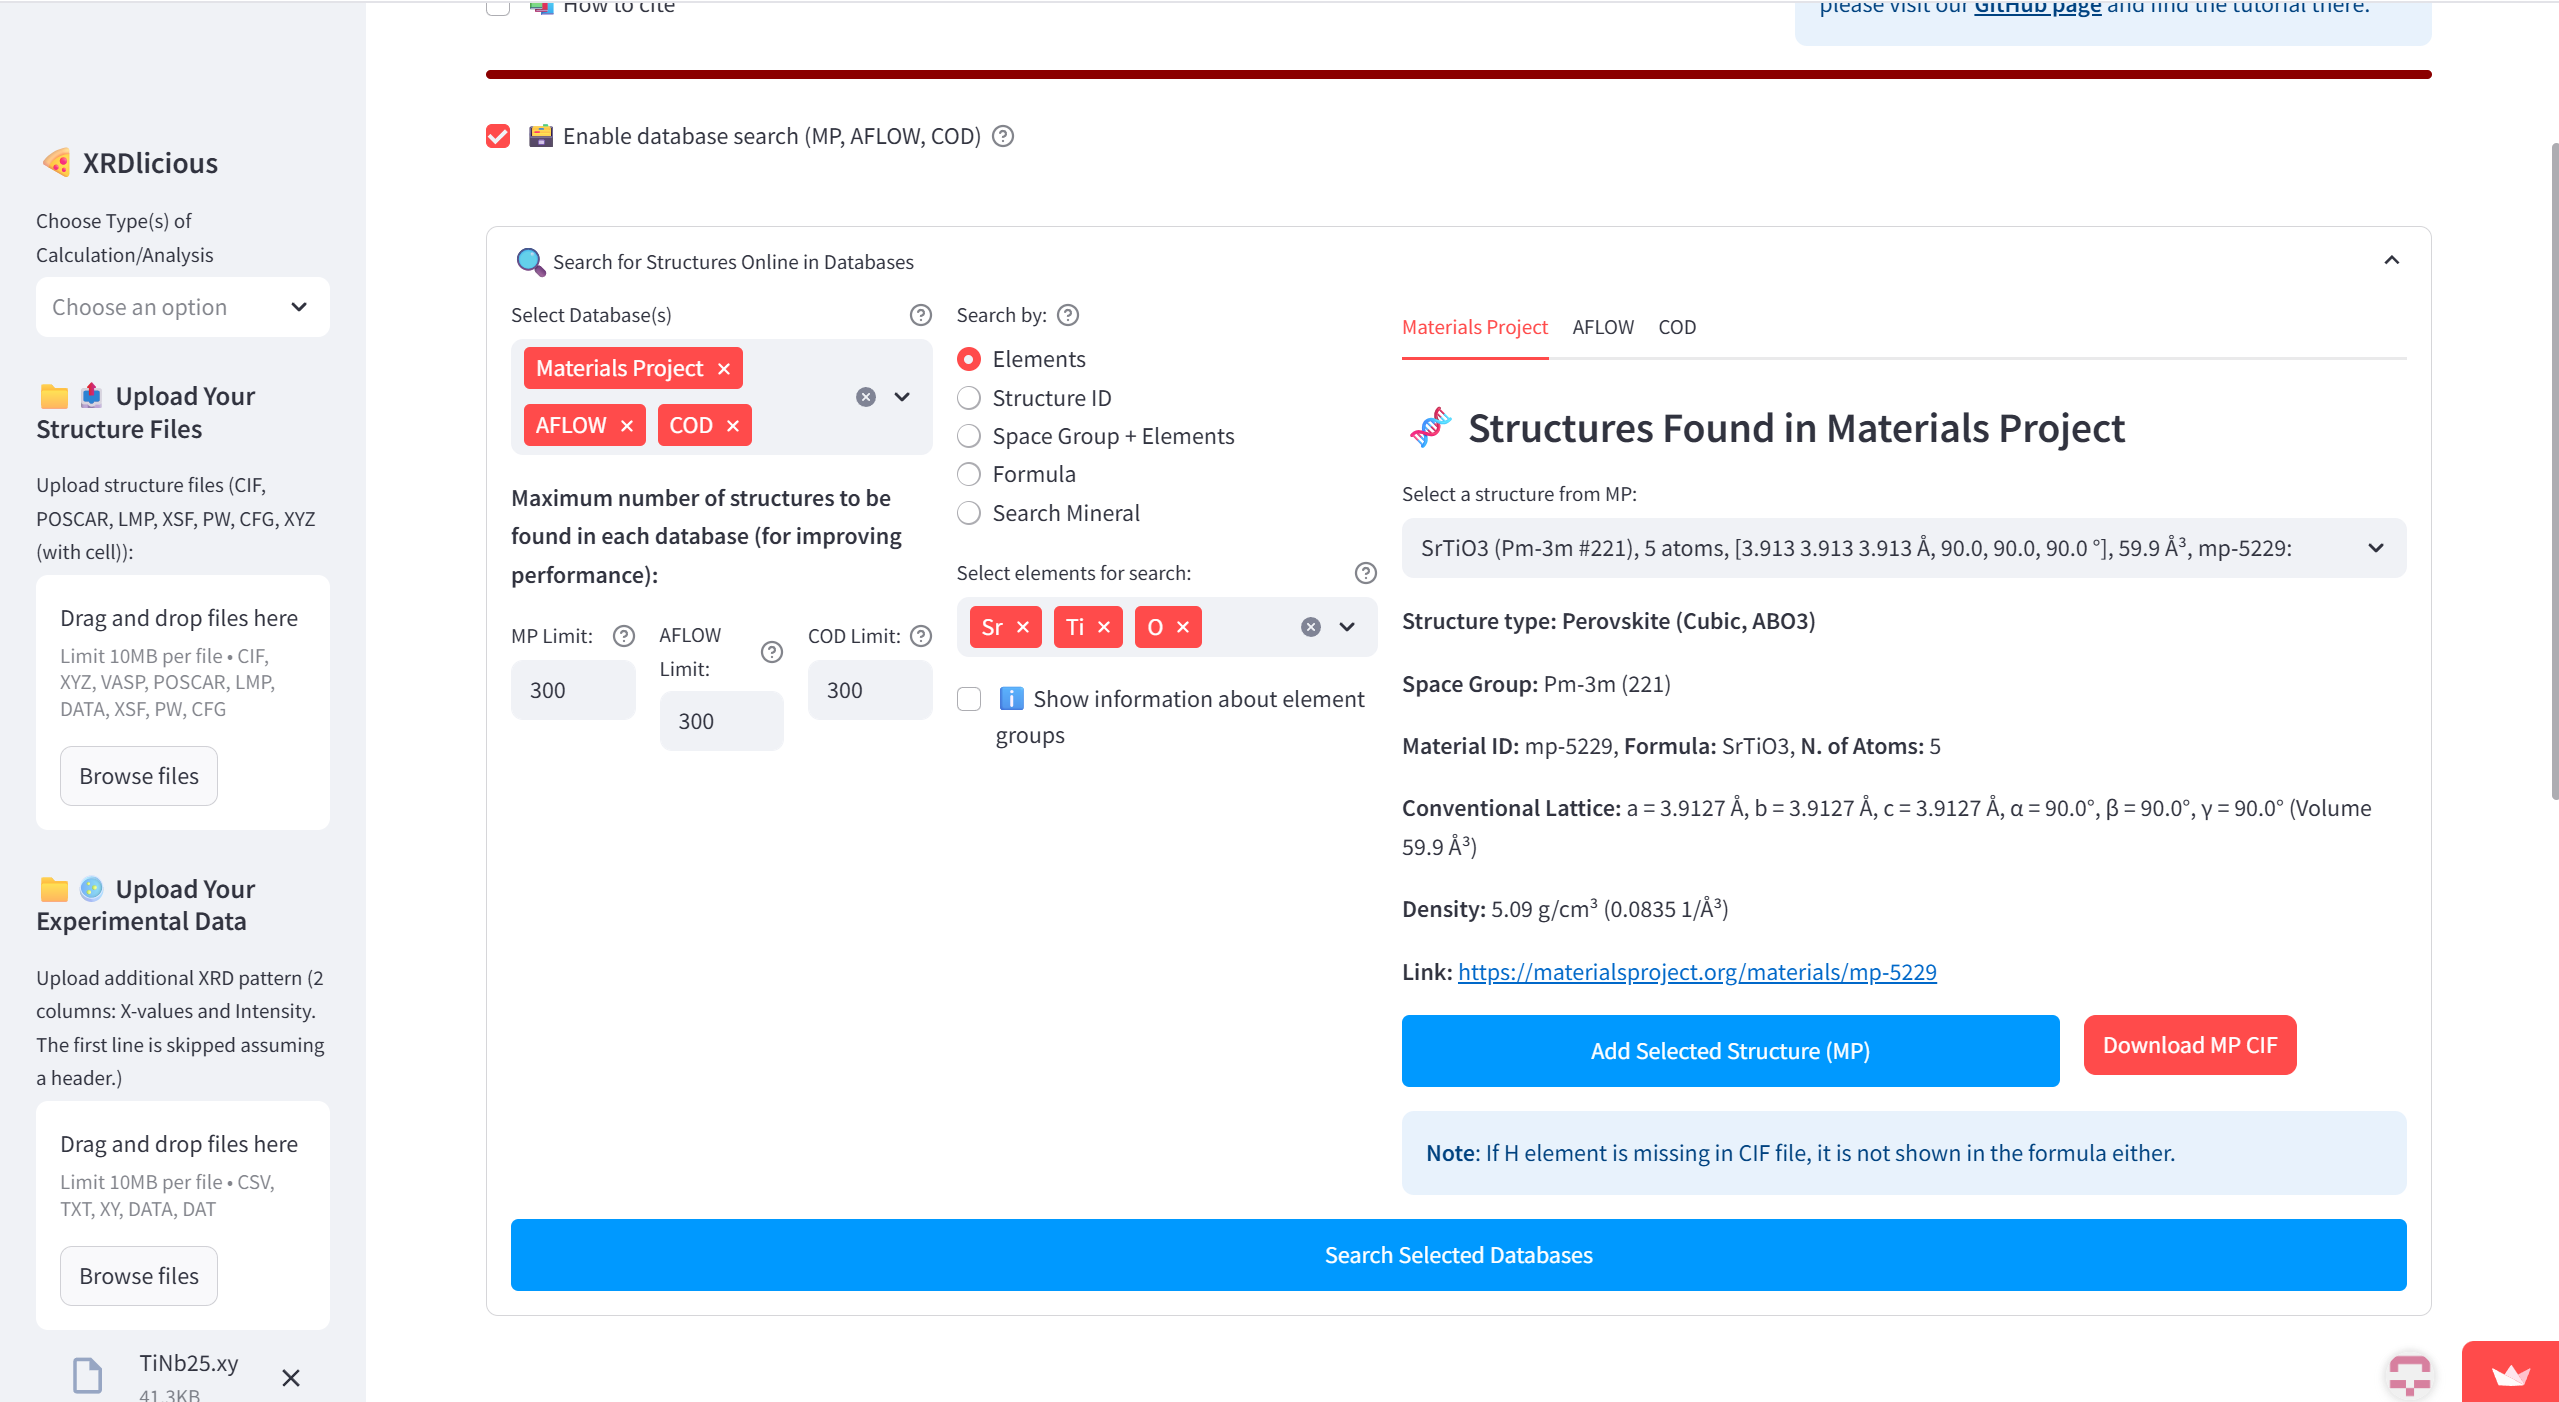 XRDlicious
Choose Type(s) of
Calculation/Analysis
Choose an option
Upload Your
Structure Files
Upload structure files (CIF,
POSCAR, LMP, XSF, PW, CFG, XYZ
(with cell)):
Drag and drop files here
Limit 10MB per file • CIF,
XYZ, VASP, POSCAR, LMP,
DATA, XSF, PW, CFG
Browse files
Upload Your
Experimental Data
Upload additional XRD pattern (2
columns: X-values and Intensity.
The first line is skipped assuming
a header.)
Drag and drop files here
Limit 10MB per file • CSV,
TXT, XY, DATA, DAT
Browse files
TiNb25.xy
41.3KB
How to cite
please visit our GitHub page and find the tutorial there.
Enable database search (MP, AFLOW, COD)
Search for Structures Online in Databases
Select Database(s)
Materials Project
AFLOW COD
Maximum number of structures to be
found in each database (for improving
performance):
MP Limit:
300
AFLOW
Limit:
300
COD Limit:
300
Search by:
Elements
Structure ID
Space Group + Elements
Formula
Search Mineral
Select elements for search:
Sr Ti O
Show information about element
groups
Materials Project AFLOW COD
Structures Found in Materials Project
Select a structure from MP:
SrTiO3 (Pm-3m #221), 5 atoms, [3.913 3.913 3.913 Å, 90.0, 90.0, 90.0 °], 59.9 Å³, mp-5229:
Structure type: Perovskite (Cubic, ABO3)
Space Group: Pm-3m (221)
Material ID: mp-5229, Formula: SrTiO3, N. of Atoms: 5
Conventional Lattice: a = 3.9127 Å, b = 3.9127 Å, c = 3.9127 Å, α = 90.0°, β = 90.0°, γ = 90.0° (Volume
59.9 Å³)
Density: 5.09 g/cm³ (0.0835 1/Å³)
Link: https://materialsproject.org/materials/mp-5229
Add Selected Structure (MP)
Download MP CIF
Note: If H element is missing in CIF file, it is not shown in the formula either.
Search Selected Databases